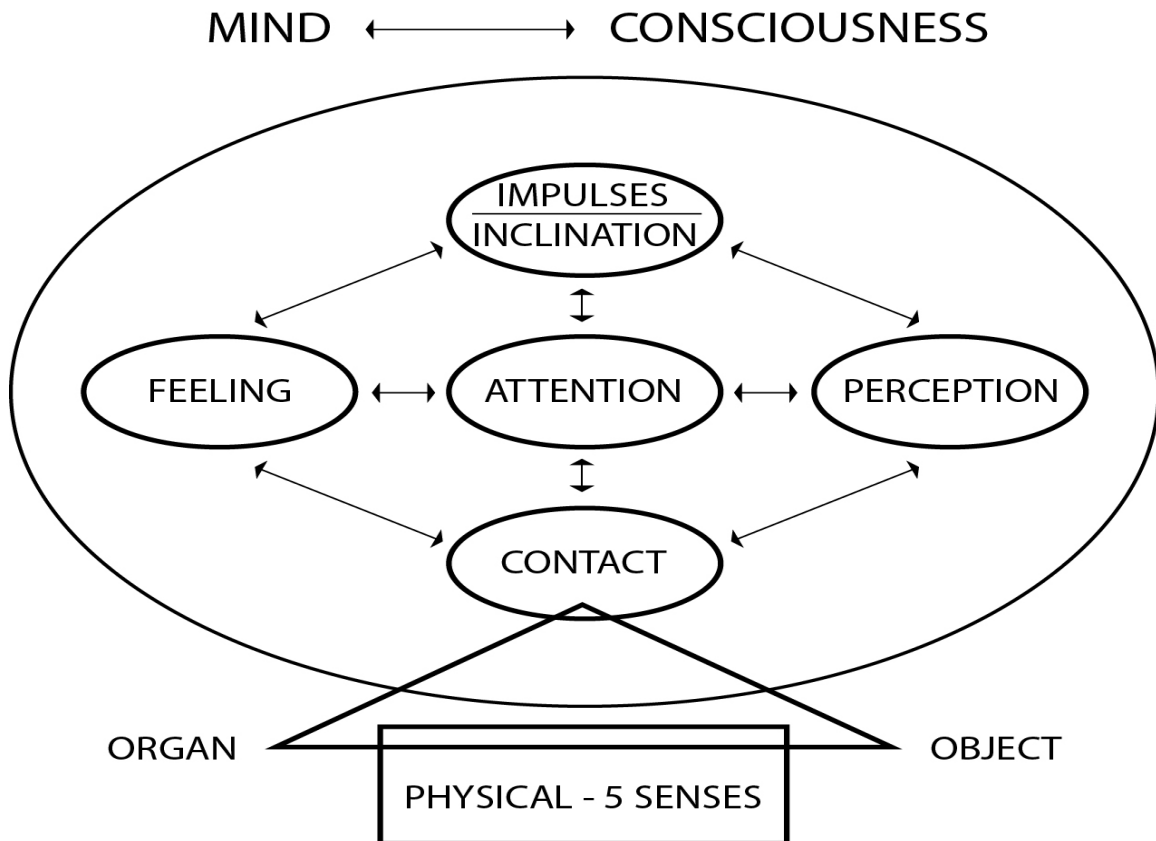 MIND CONSCIOUSNESS
IMPULSES
INCLINATION
FEELING ATTENTION PERCEPTION
CONTACT
ORGAN OBJECT
PHYSICAL - 5 SENSES